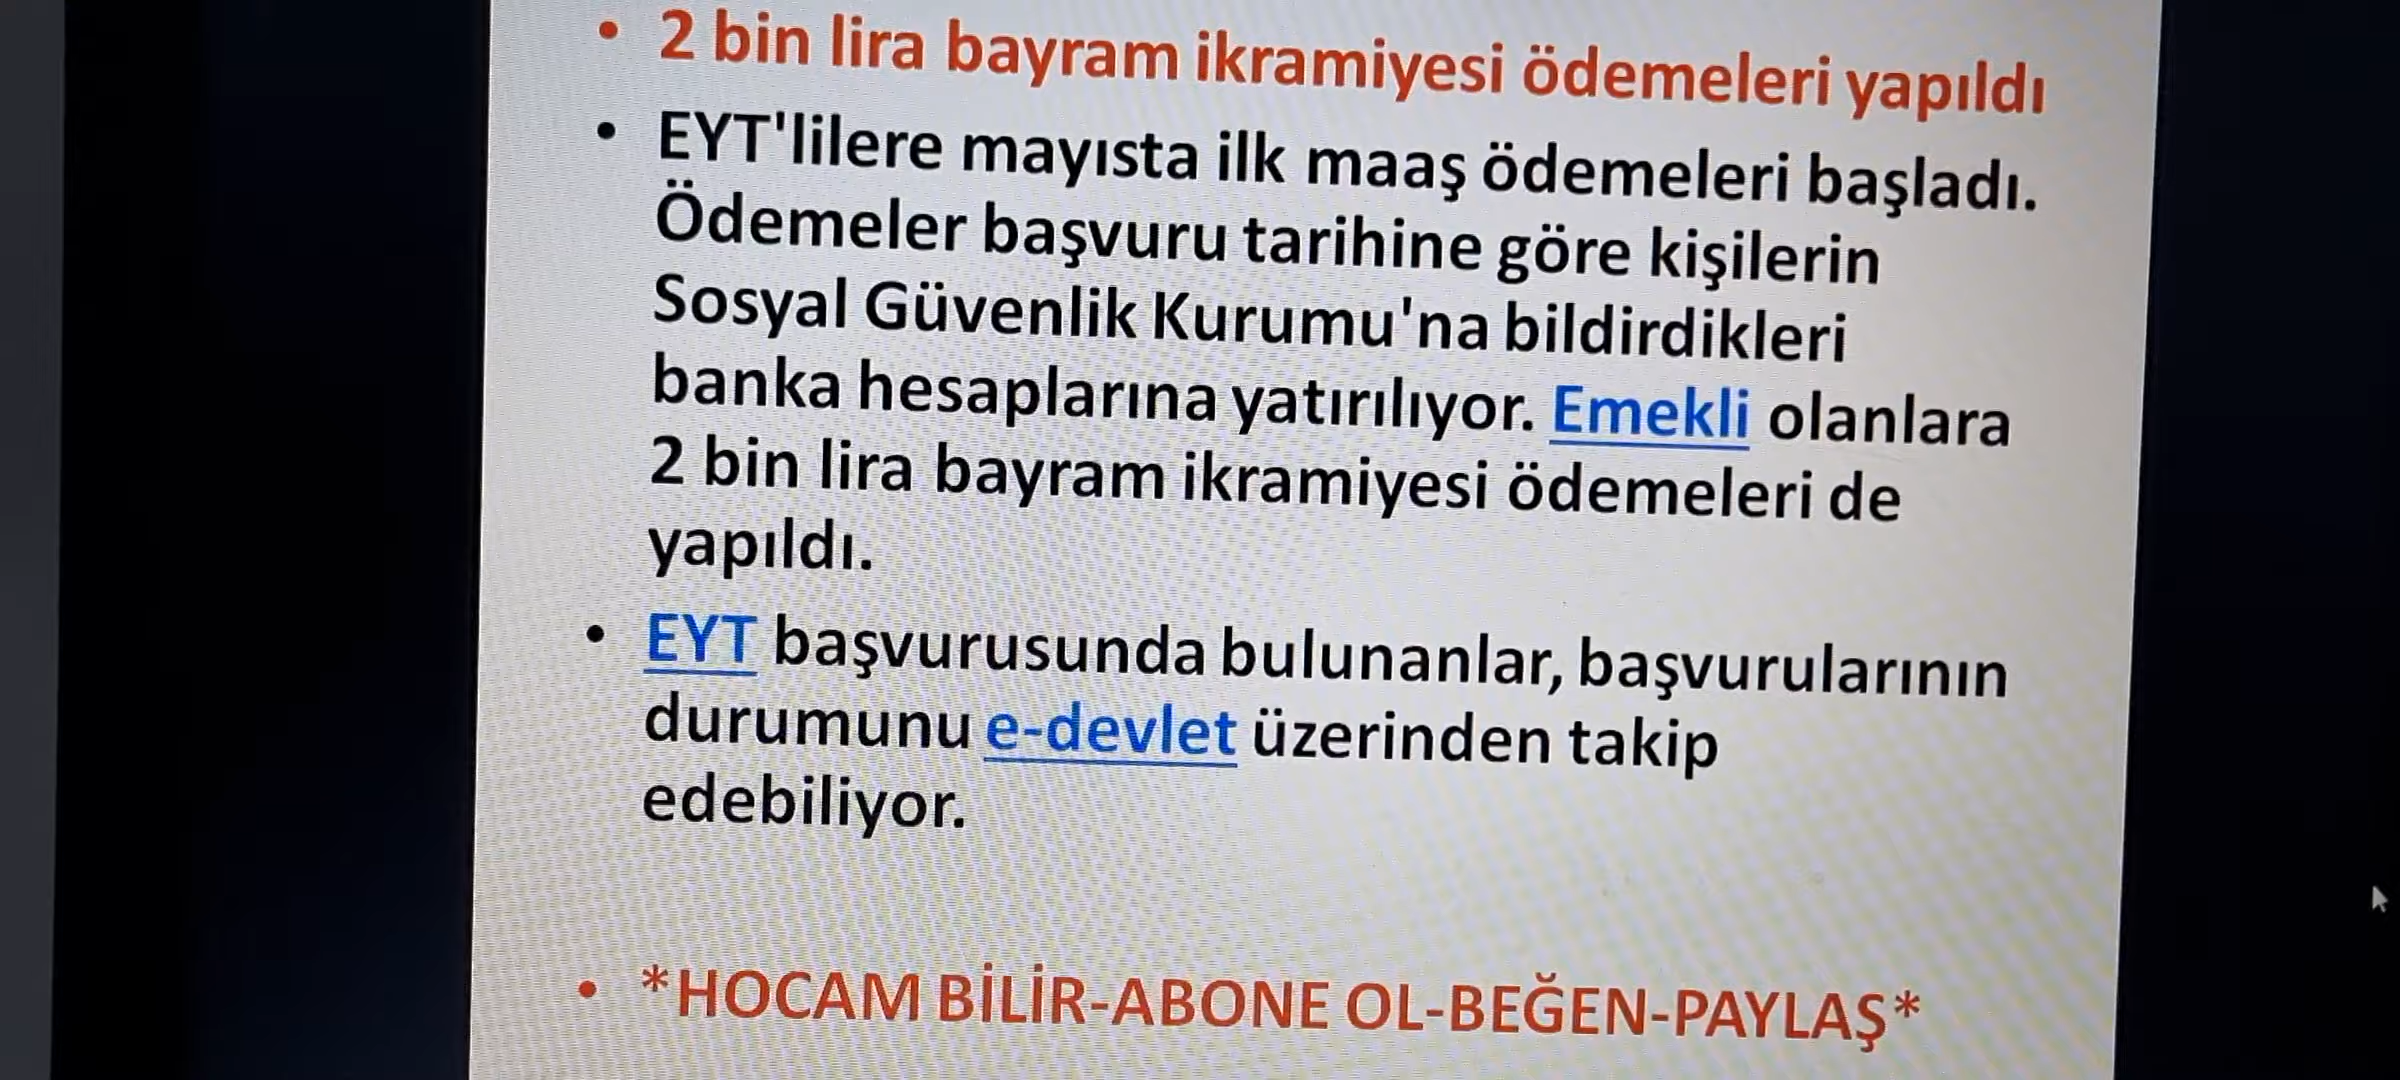 • 2 bin lira bayram ikramiyesi ödemeleri yapıldı
• EYT'lilere mayısta ilk maaş ödemeleri başladı.
Ödemeler başvuru tarihine göre kişilerin
Sosyal Güvenlik Kurumu'na bildirdikleri
banka hesaplarına yatırılıyor. Emekli olanlara
2 bin lira bayram ikramiyesi ödemeleri de
yapıldı.
• EYT başvurusunda bulunanlar, başvurularının
durumunu e-devlet üzerinden takip
edebiliyor.
• *HOCAM BİLİR-ABONE OL-BEĞEN-PAYLAŞ*